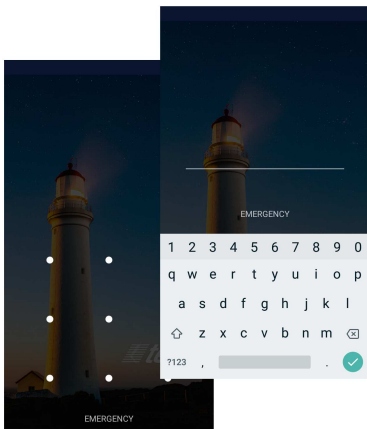 EMERGENCY
1 2 3 4 5 6 7 8 9 0
q w e r t y u i o p
a s d f g h j k l
z x c v b n m
?123 , .
EMERGENCY